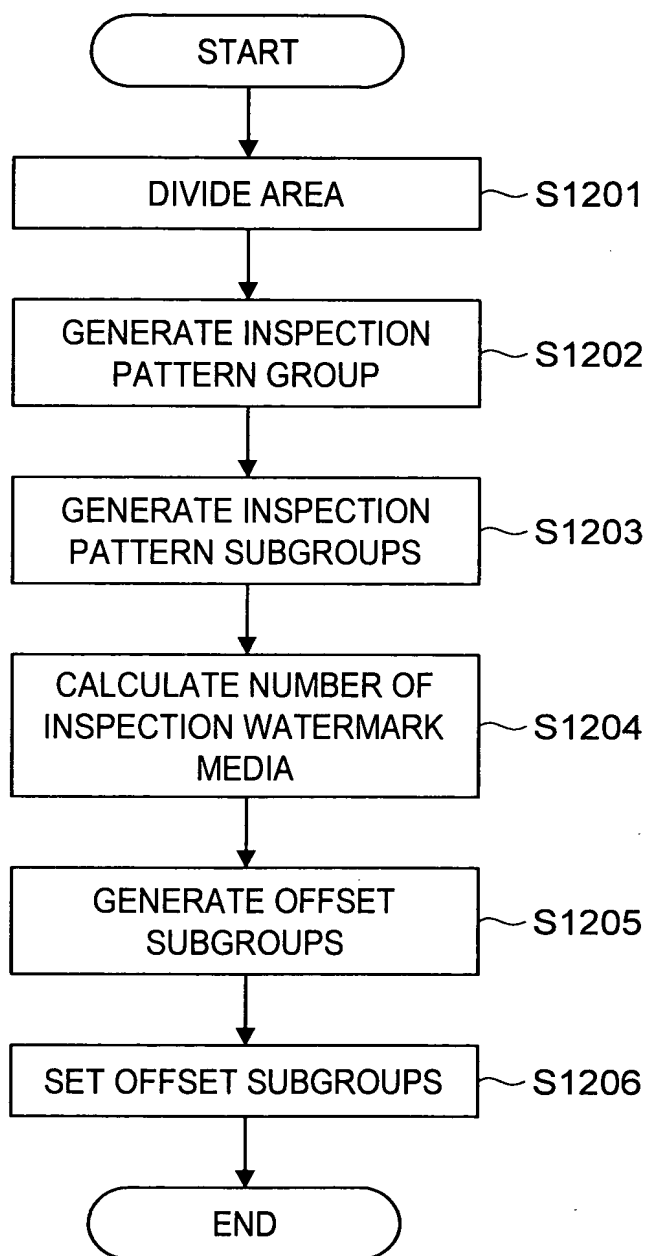 START
DIVIDE AREA
S1201
GENERATE INSPECTION
PATTERN GROUP
S1202
GENERATE INSPECTION
PATTERN SUBGROUPS
S1203
CALCULATE NUMBER OF
INSPECTION WATERMARK
MEDIA
S1204
GENERATE OFFSET
SUBGROUPS
S1205
SET OFFSET SUBGROUPS
S1206
END